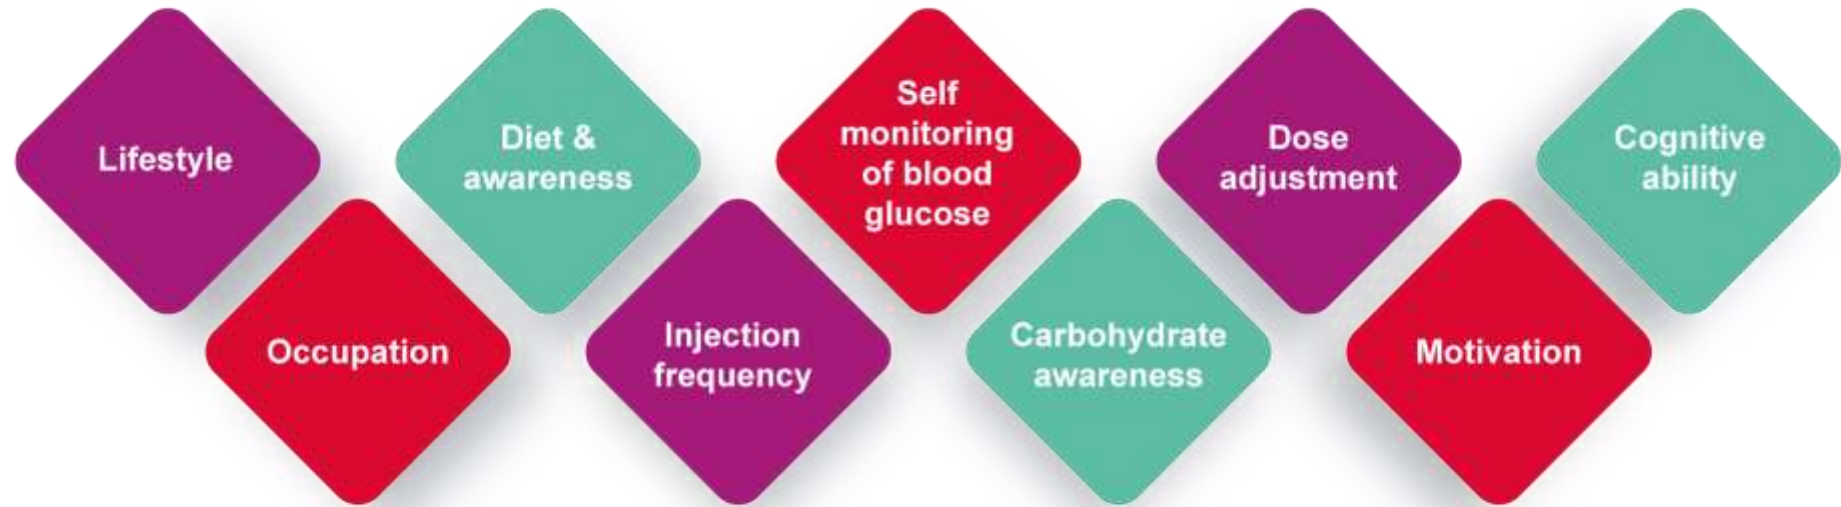 Lifestyle
Occupation
Diet &
awareness
Injection
frequency
Self
monitoring
of blood
glucose
Carbohydrate
awareness
Dose
adjustment
Motivation
Cognitive
ability